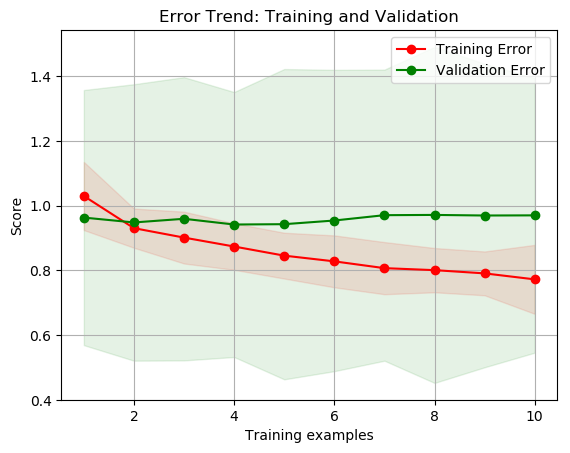 Error Trend: Training and Validation
Training Error
Validation Error
Score
1.4
1.2
1.0
0.8
0.6
0.4
2
4
6
8
10
Training examples